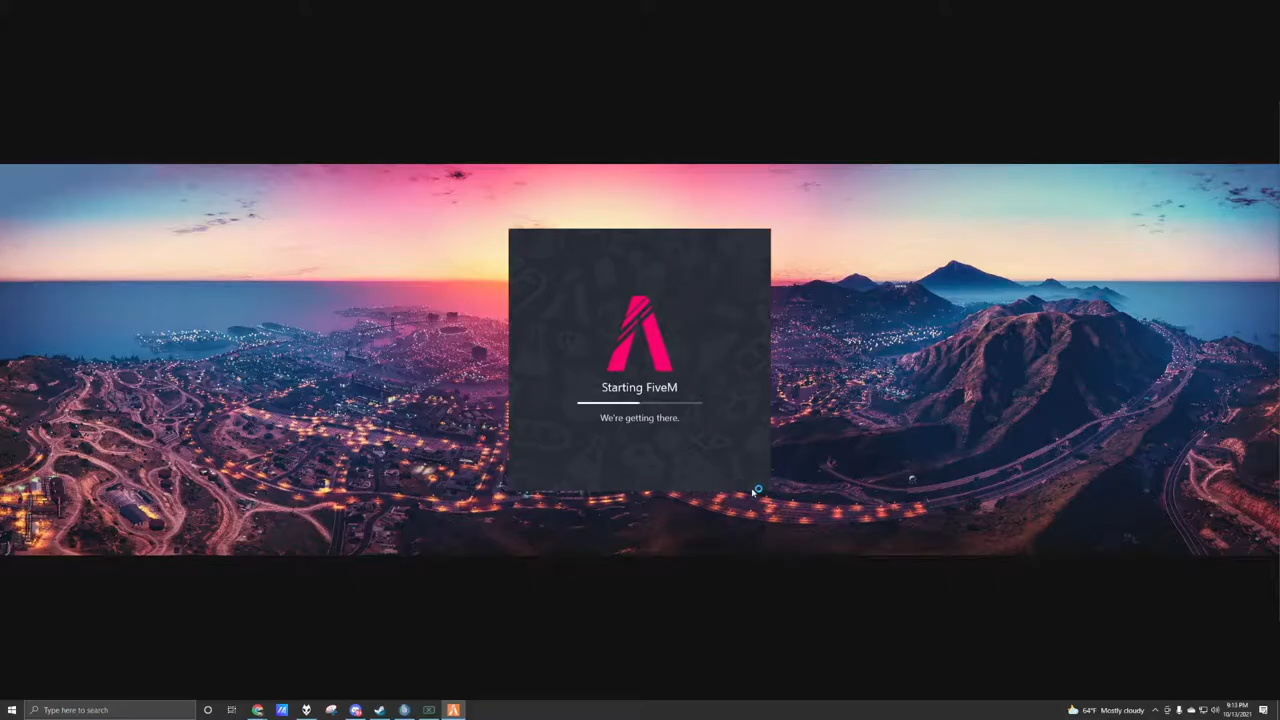 Starting FiveM
We're getting there.
Type here to search
64°F Mostly cloudy
9:13 PM
10/13/2021